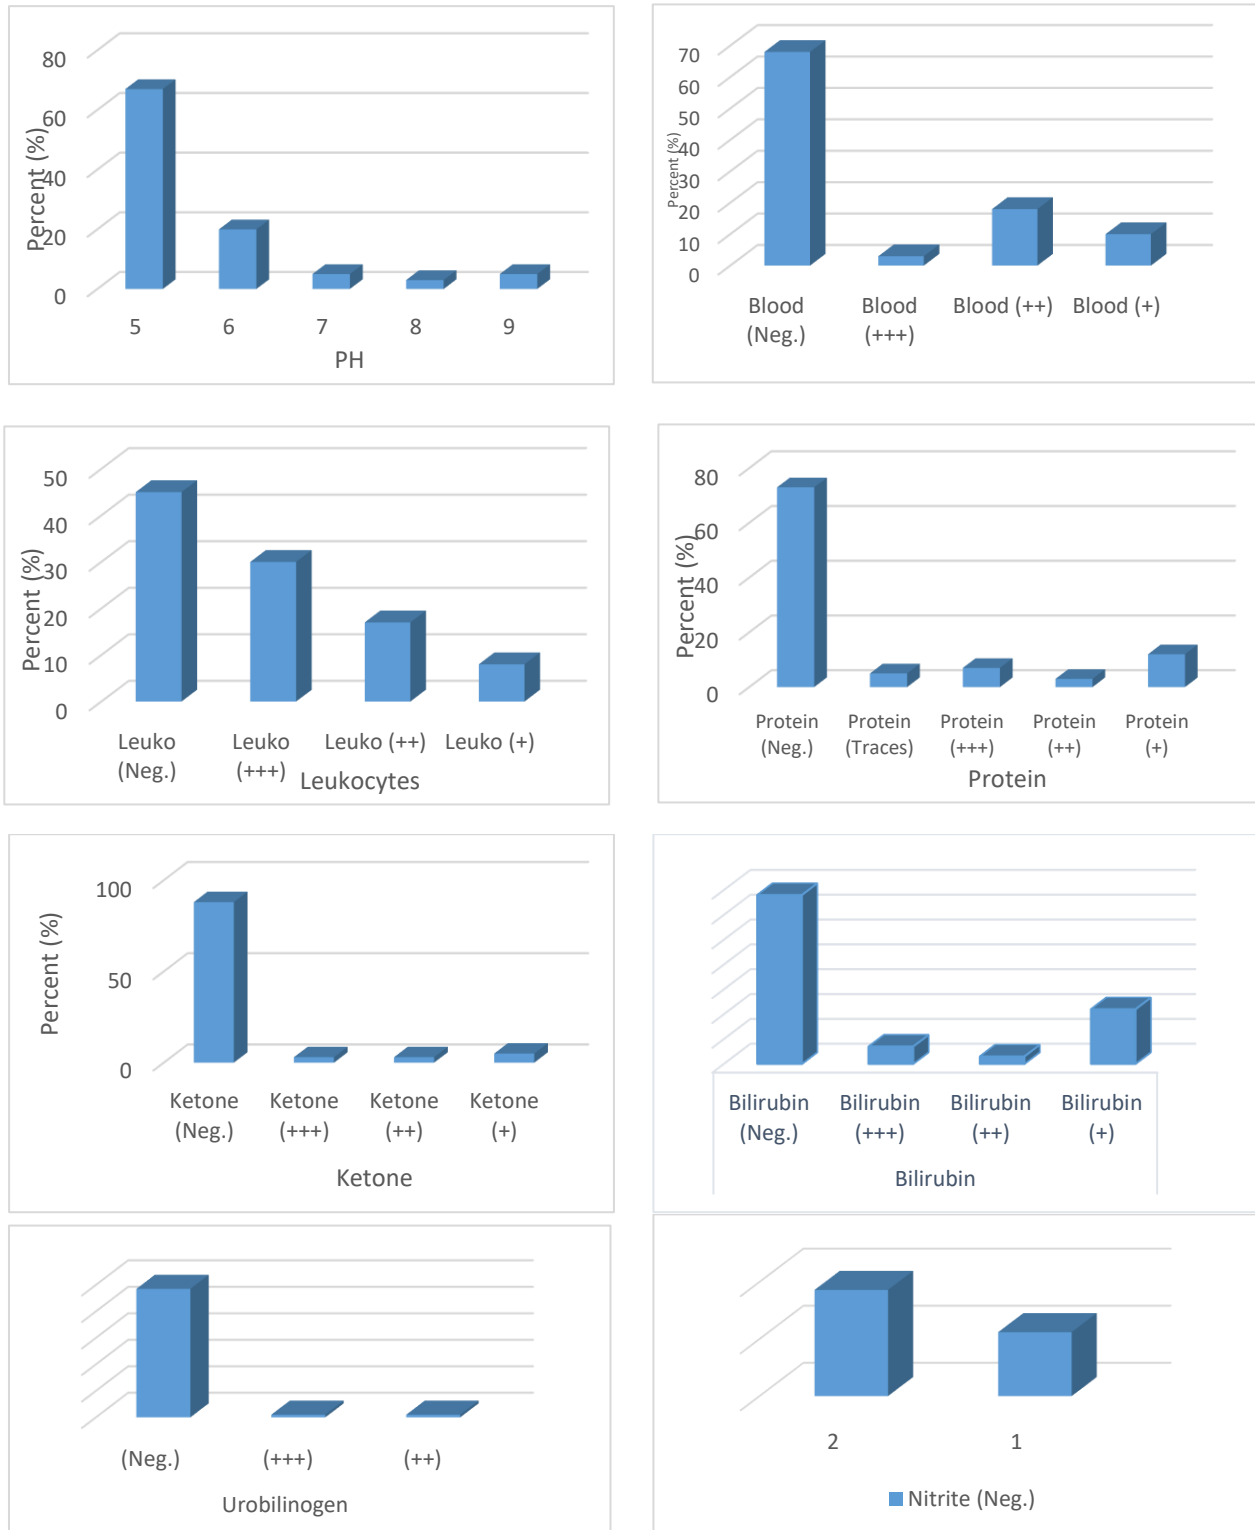 Percent (%)
80
60
40
20
0
5 6 7 8 9
PH
Percent (%)
70
60
50
40
30
20
10
0
Blood Blood Blood (++) Blood (+)
(Neg.) (+++)
Percent (%)
50
40
30
20
10
0
Leuko Leuko Leuko (++) Leuko (+)
(Neg.) (+++)
Leukocytes
Percent (%)
80
60
40
20
0
Protein Protein Protein Protein Protein
(Neg.) (Traces) (+++) (++) (+)
Protein
Percent (%)
100
50
0
Ketone Ketone Ketone Ketone
(Neg.) (+++) (++) (+)
Ketone
Bilirubin Bilirubin Bilirubin Bilirubin
(Neg.) (+++) (++) (+)
Bilirubin
(Neg.) (+++) (++)
Urobilinogen
2 1
Nitrite (Neg.)